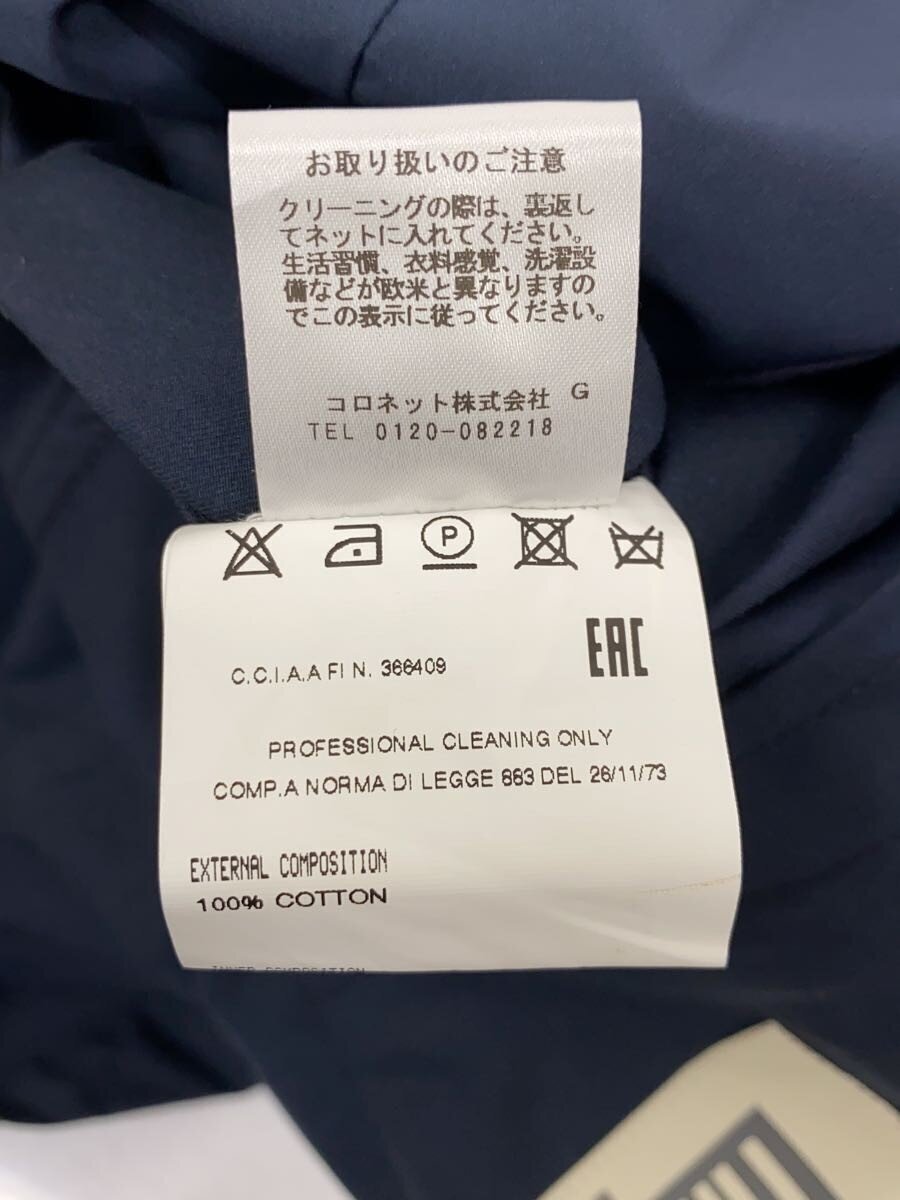 お取り扱いのご注意
クリーニングの際は、裏返し
てネットに入れてください。
生活習慣、衣料感覚、洗濯設
備などが欧米と異なりますの
でこの表示に従ってください。
コロネット株式会社 G
TEL 0120-082218
P
EAC
C.C.I.A.A FI N. 366409
PROFESSIONAL CLEANING ONLY
COMP.A NORMA DI LEGGE 883 DEL 26/11/73
EXTERNAL COMPOSITION
100% COTTON
INNER COMPOSITION